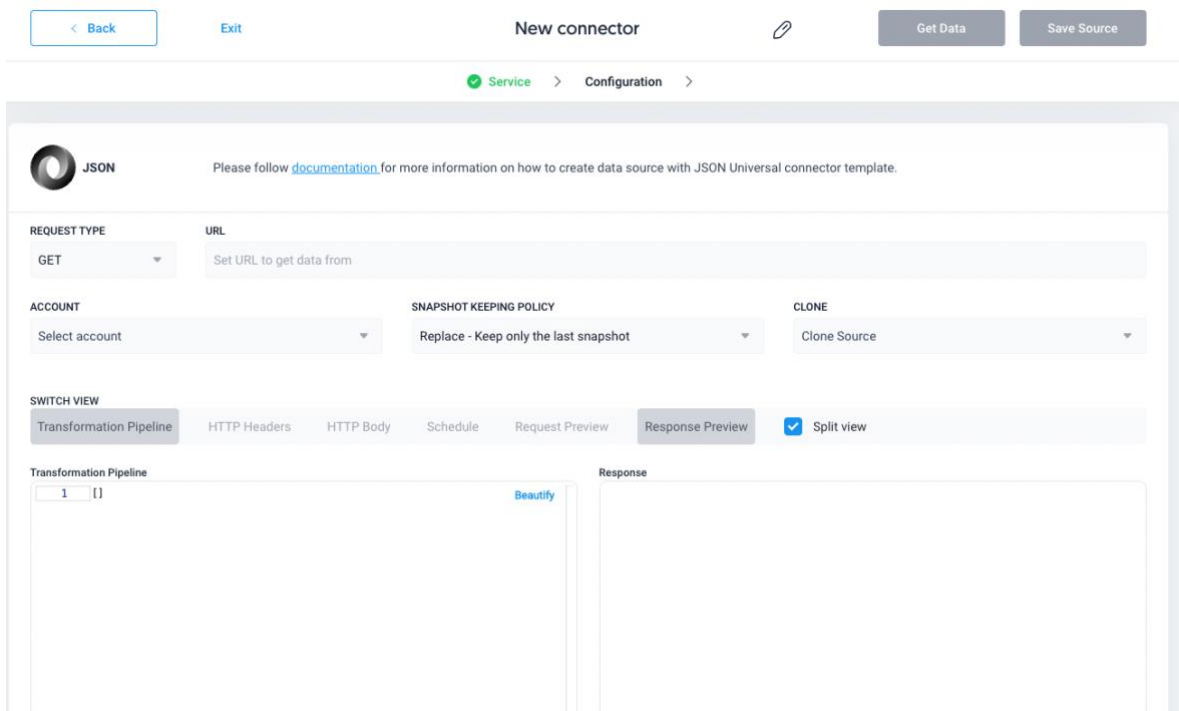 < Back Exit New connector Get Data Save Source
Service > Configuration >
JSON Please follow documentation for more information on how to create data source with JSON Universal connector template.
REQUEST TYPE URL
GET Set URL to get data from
ACCOUNT SNAPSHOT KEEPING POLICY CLONE
Select account Replace - Keep only the last snapshot Clone Source
SWITCH VIEW
Transformation Pipeline HTTP Headers HTTP Body Schedule Request Preview Response Preview Split view
Transformation Pipeline Response
1 [] Beautify